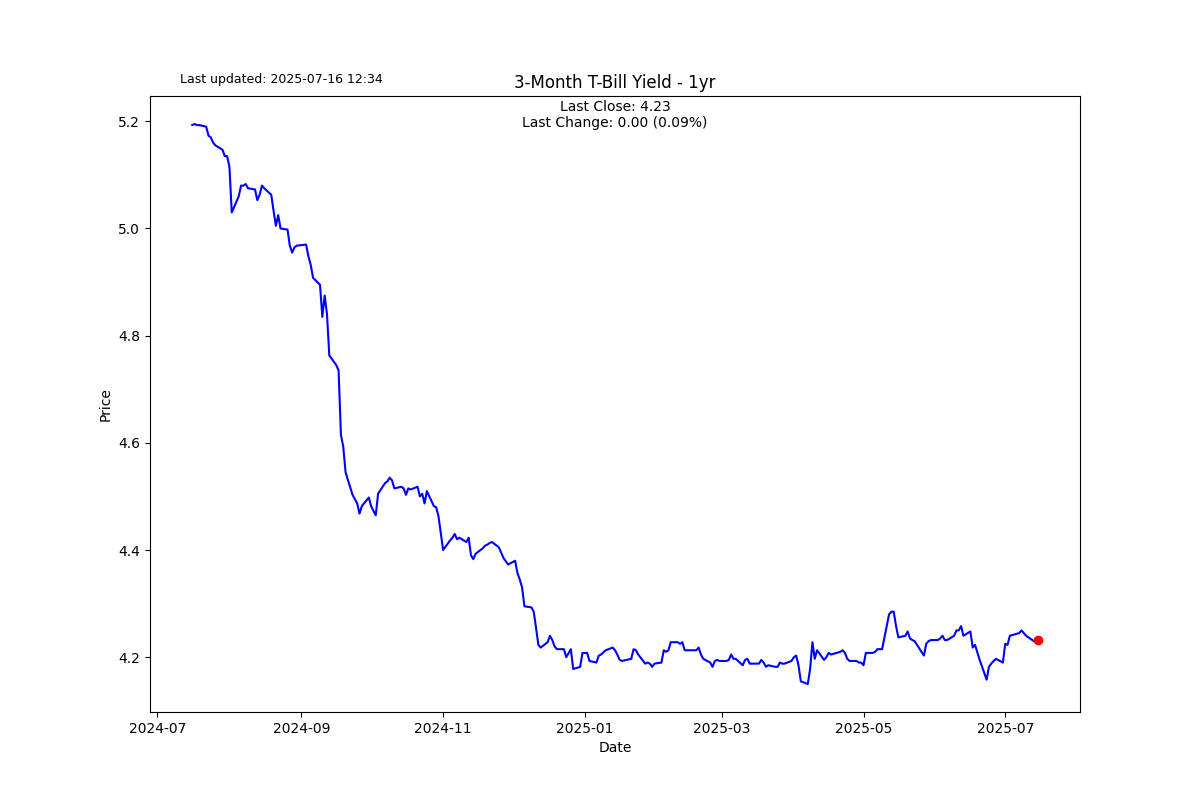 Last updated: 2025-07-16 12:34
3-Month T-Bill Yield - 1yr
Last Close: 4.23
Last Change: 0.00 (0.09%)
5.2
5.0
4.8
4.6
4.4
4.2
Price
2024-07 2024-09 2024-11 2025-01 2025-03 2025-05 2025-07
Date